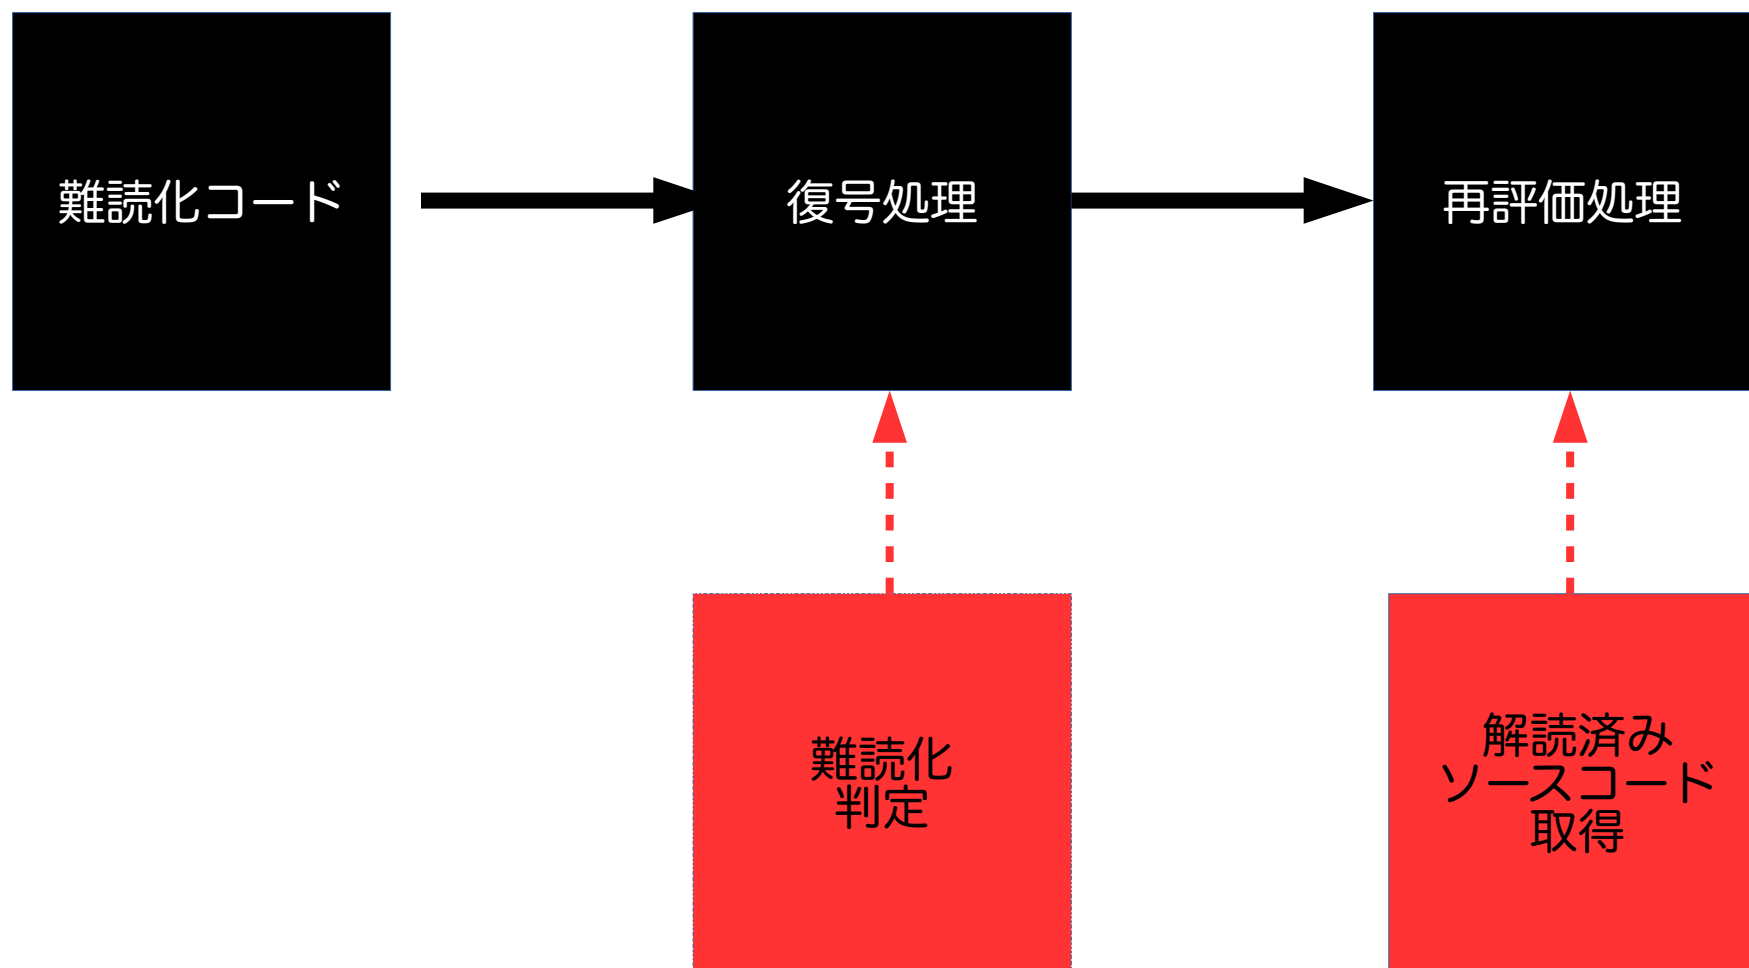 難読化コード
復号処理
再評価処理
難読化
判定
解読済み
ソースコード
取得